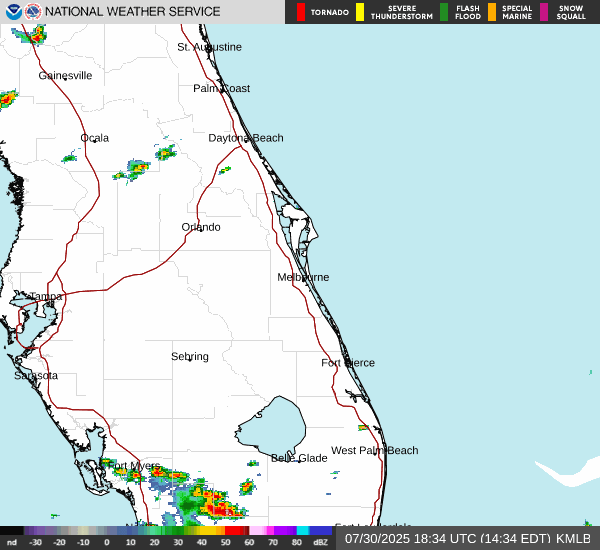 NATIONAL WEATHER SERVICE
TORNADO
SEVERE
THUNDERSTORM
FLASH
FLOOD
SPECIAL
MARINE
SNOW
SQUALL
St. Augustine
Gainesville
Palm Coast
Ocala
Daytona Beach
Orlando
Melbourne
Tampa
Sebring
Fort Pierce
Sarasota
West Palm Beach
Belle Glade
Fort Myers
nd -30 -20 -10 0 10 20 30 40 50 60 70 80 dBZ
07/30/2025 18:34 UTC (14:34 EDT) KMLB